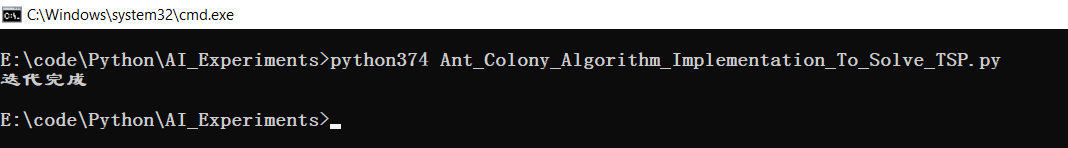 C:\Windows\system32\cmd.exe
E:\code\Python\AI_Experiments>python374 Ant_Colony_Algorithm_Implementation_To_Solve_TSP.py
迭代完成
E:\code\Python\AI_Experiments>